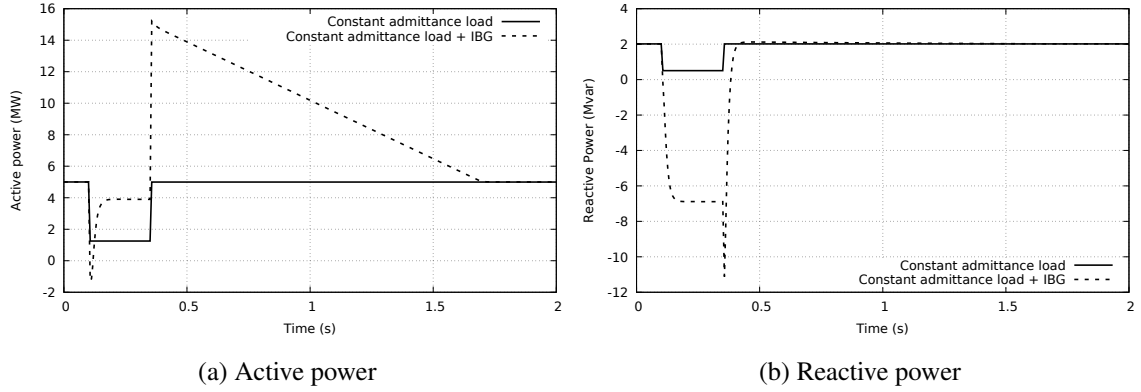 Active power (MW)
16
14
12
10
8
6
4
2
0
-2
Constant admittance load
Constant admittance load + IBG
0
0.5
1
1.5
2
Time (s)
(a) Active power
Reactive Power (Mvar)
4
2
0
-2
-4
-6
-8
-10
-12
Constant admittance load
Constant admittance load + IBG
0
0.5
1
1.5
2
Time (s)
(b) Reactive power